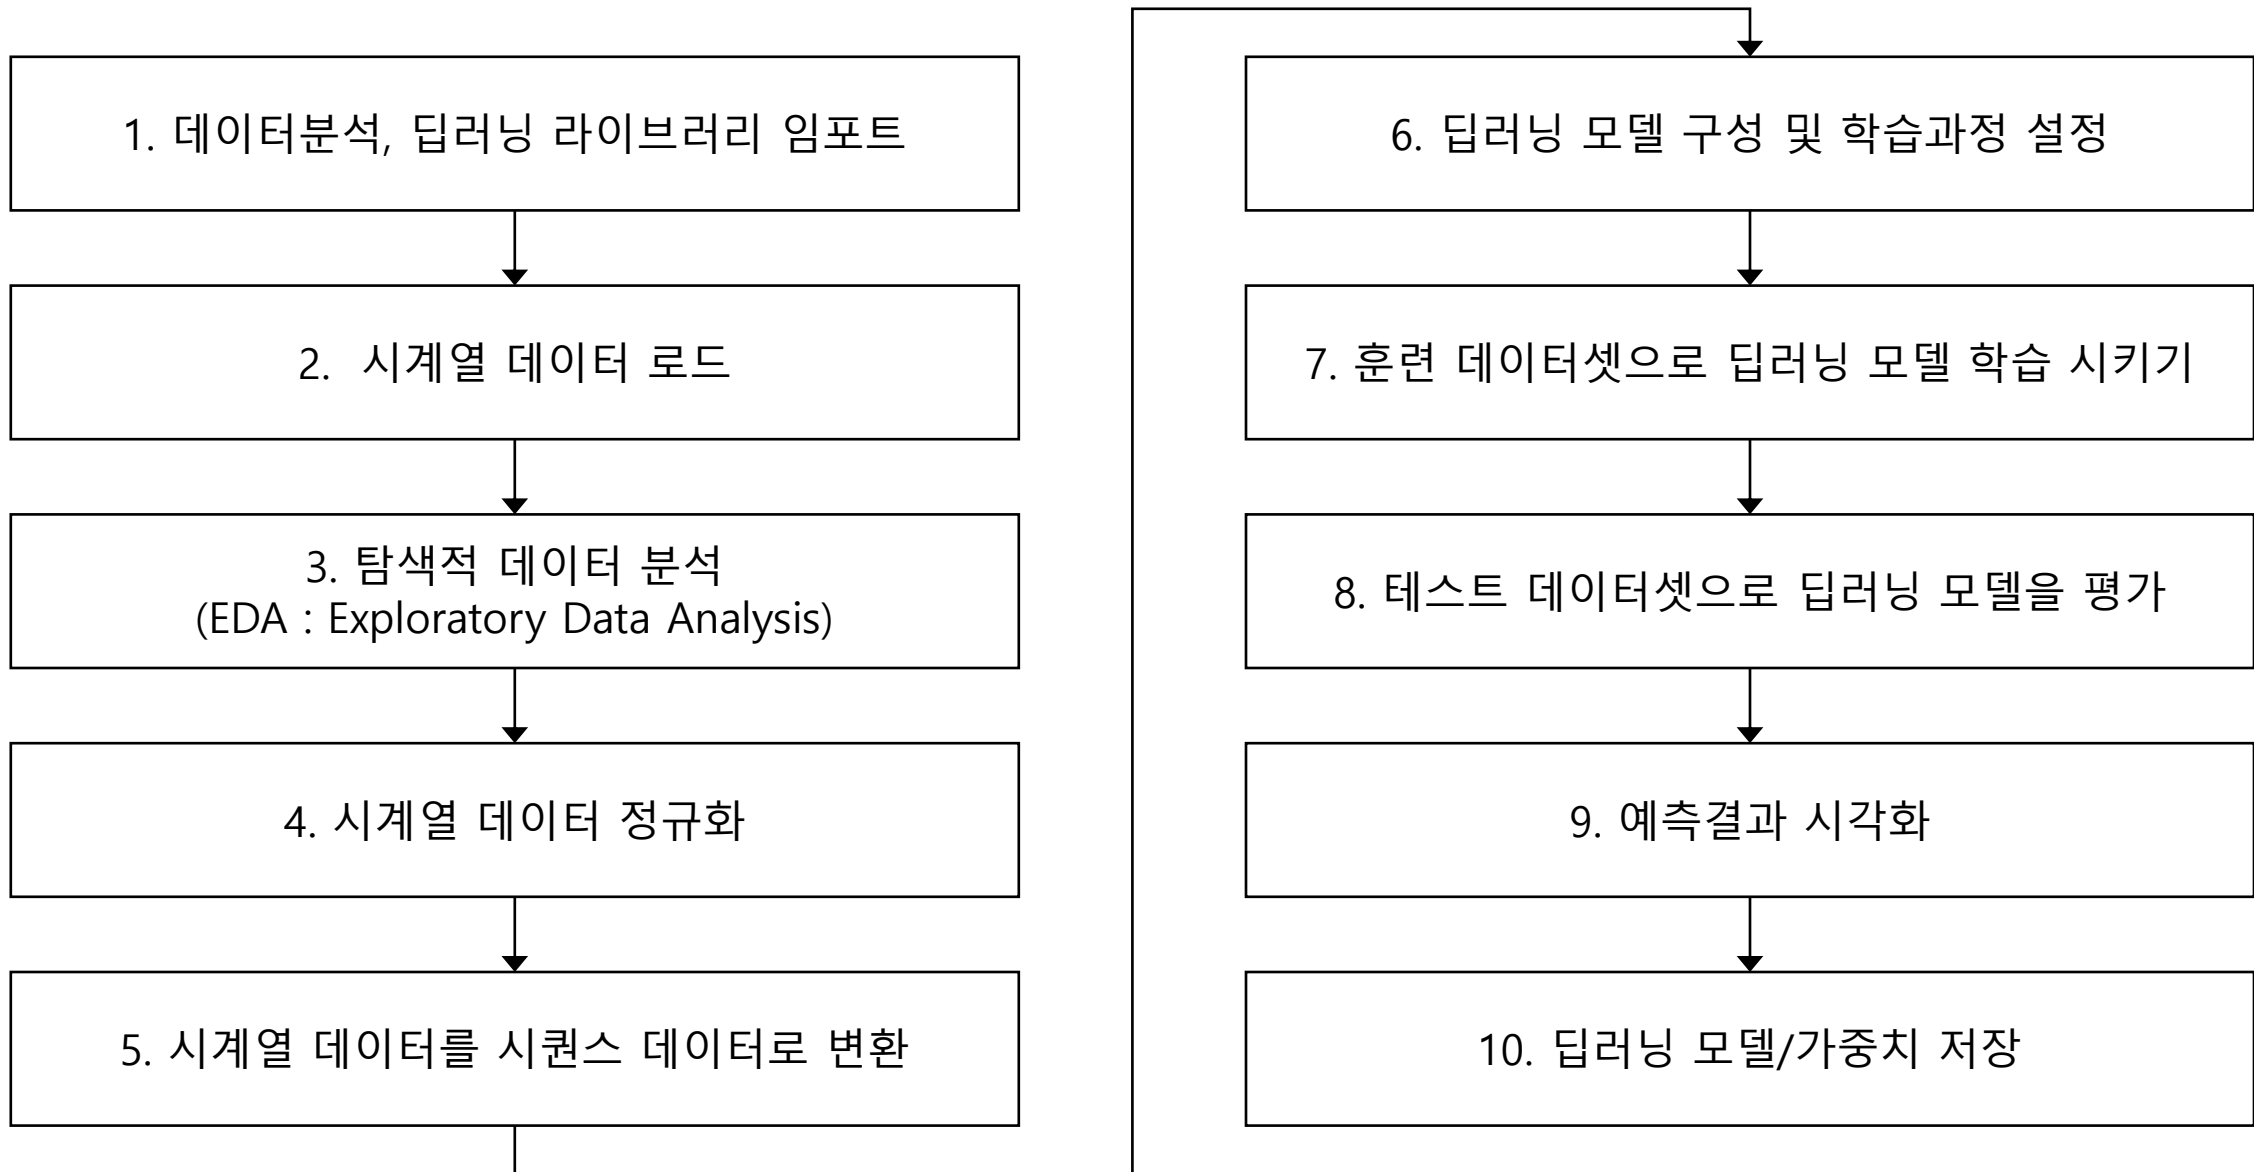 1. 데이터분석, 딥러닝 라이브러리 임포트
2. 시계열 데이터 로드
3. 탐색적 데이터 분석
(EDA : Exploratory Data Analysis)
4. 시계열 데이터 정규화
5. 시계열 데이터를 시퀀스 데이터로 변환
6. 딥러닝 모델 구성 및 학습과정 설정
7. 훈련 데이터셋으로 딥러닝 모델 학습 시키기
8. 테스트 데이터셋으로 딥러닝 모델을 평가
9. 예측결과 시각화
10. 딥러닝 모델/가중치 저장